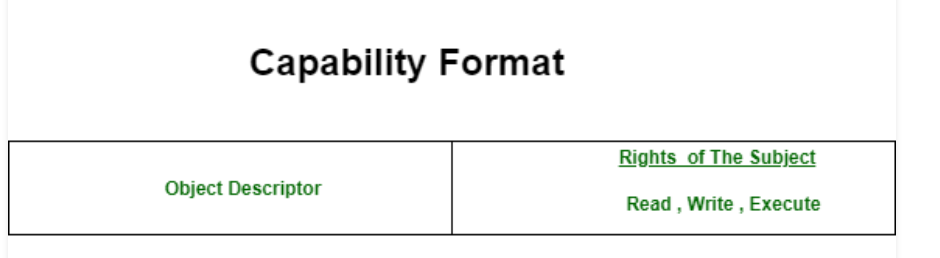 Capability Format
Object Descriptor
Rights of The Subject
Read , Write , Execute